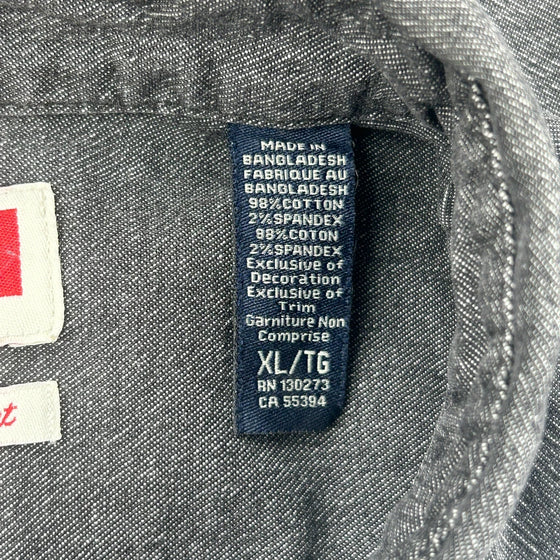 MADE IN
BANGLADESH
FABRIQUE AU
BANGLADESH
98%COTTON
2%SPANDEX
98%COTON
2%SPANDEX
Exclusive of
Decoration
Exclusive of
Trim
Garniture Non
Comprise
XL/TG
RN 130273
CA 55394